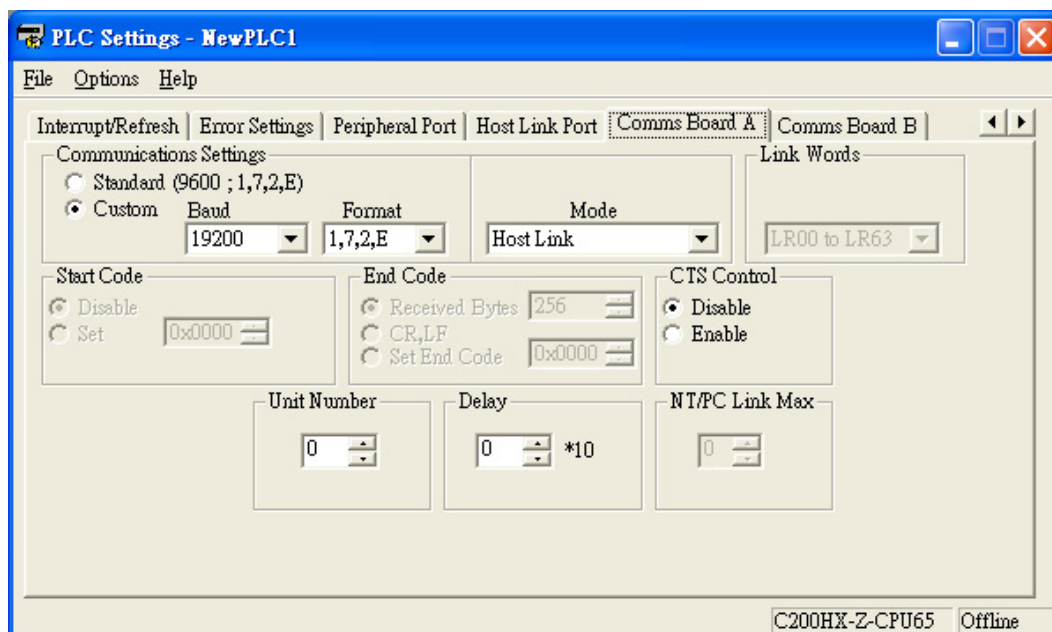 PLC Settings - NewPLC1
File Options Help
Interrupt/Refresh Error Settings Peripheral Port Host Link Port Comms Board A Comms Board B
Communications Settings
Link Words
Standard (9600 ; 1,7,2,E)
Custom Baud Format Mode
19200 1,7,2,E Host Link LR00 to LR63
Start Code End Code CTS Control
Disable Received Bytes 256 Disable
Set 0x0000 CR,LF Enable
Set End Code 0x0000
Unit Number Delay NT/PC Link Max
0 0 *10 0
C200HX-Z-CPU65 Offline